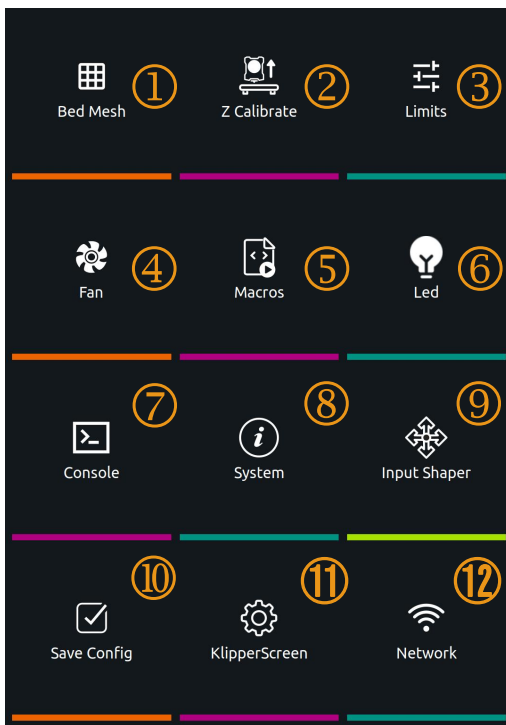 ① ② ③
Bed Mesh Z Calibrate Limits
④ ⑤ ⑥
Fan Macros Led
⑦ ⑧ ⑨
Console System Input Shaper
⑩ ⑪ ⑫
Save Config KlipperScreen Network